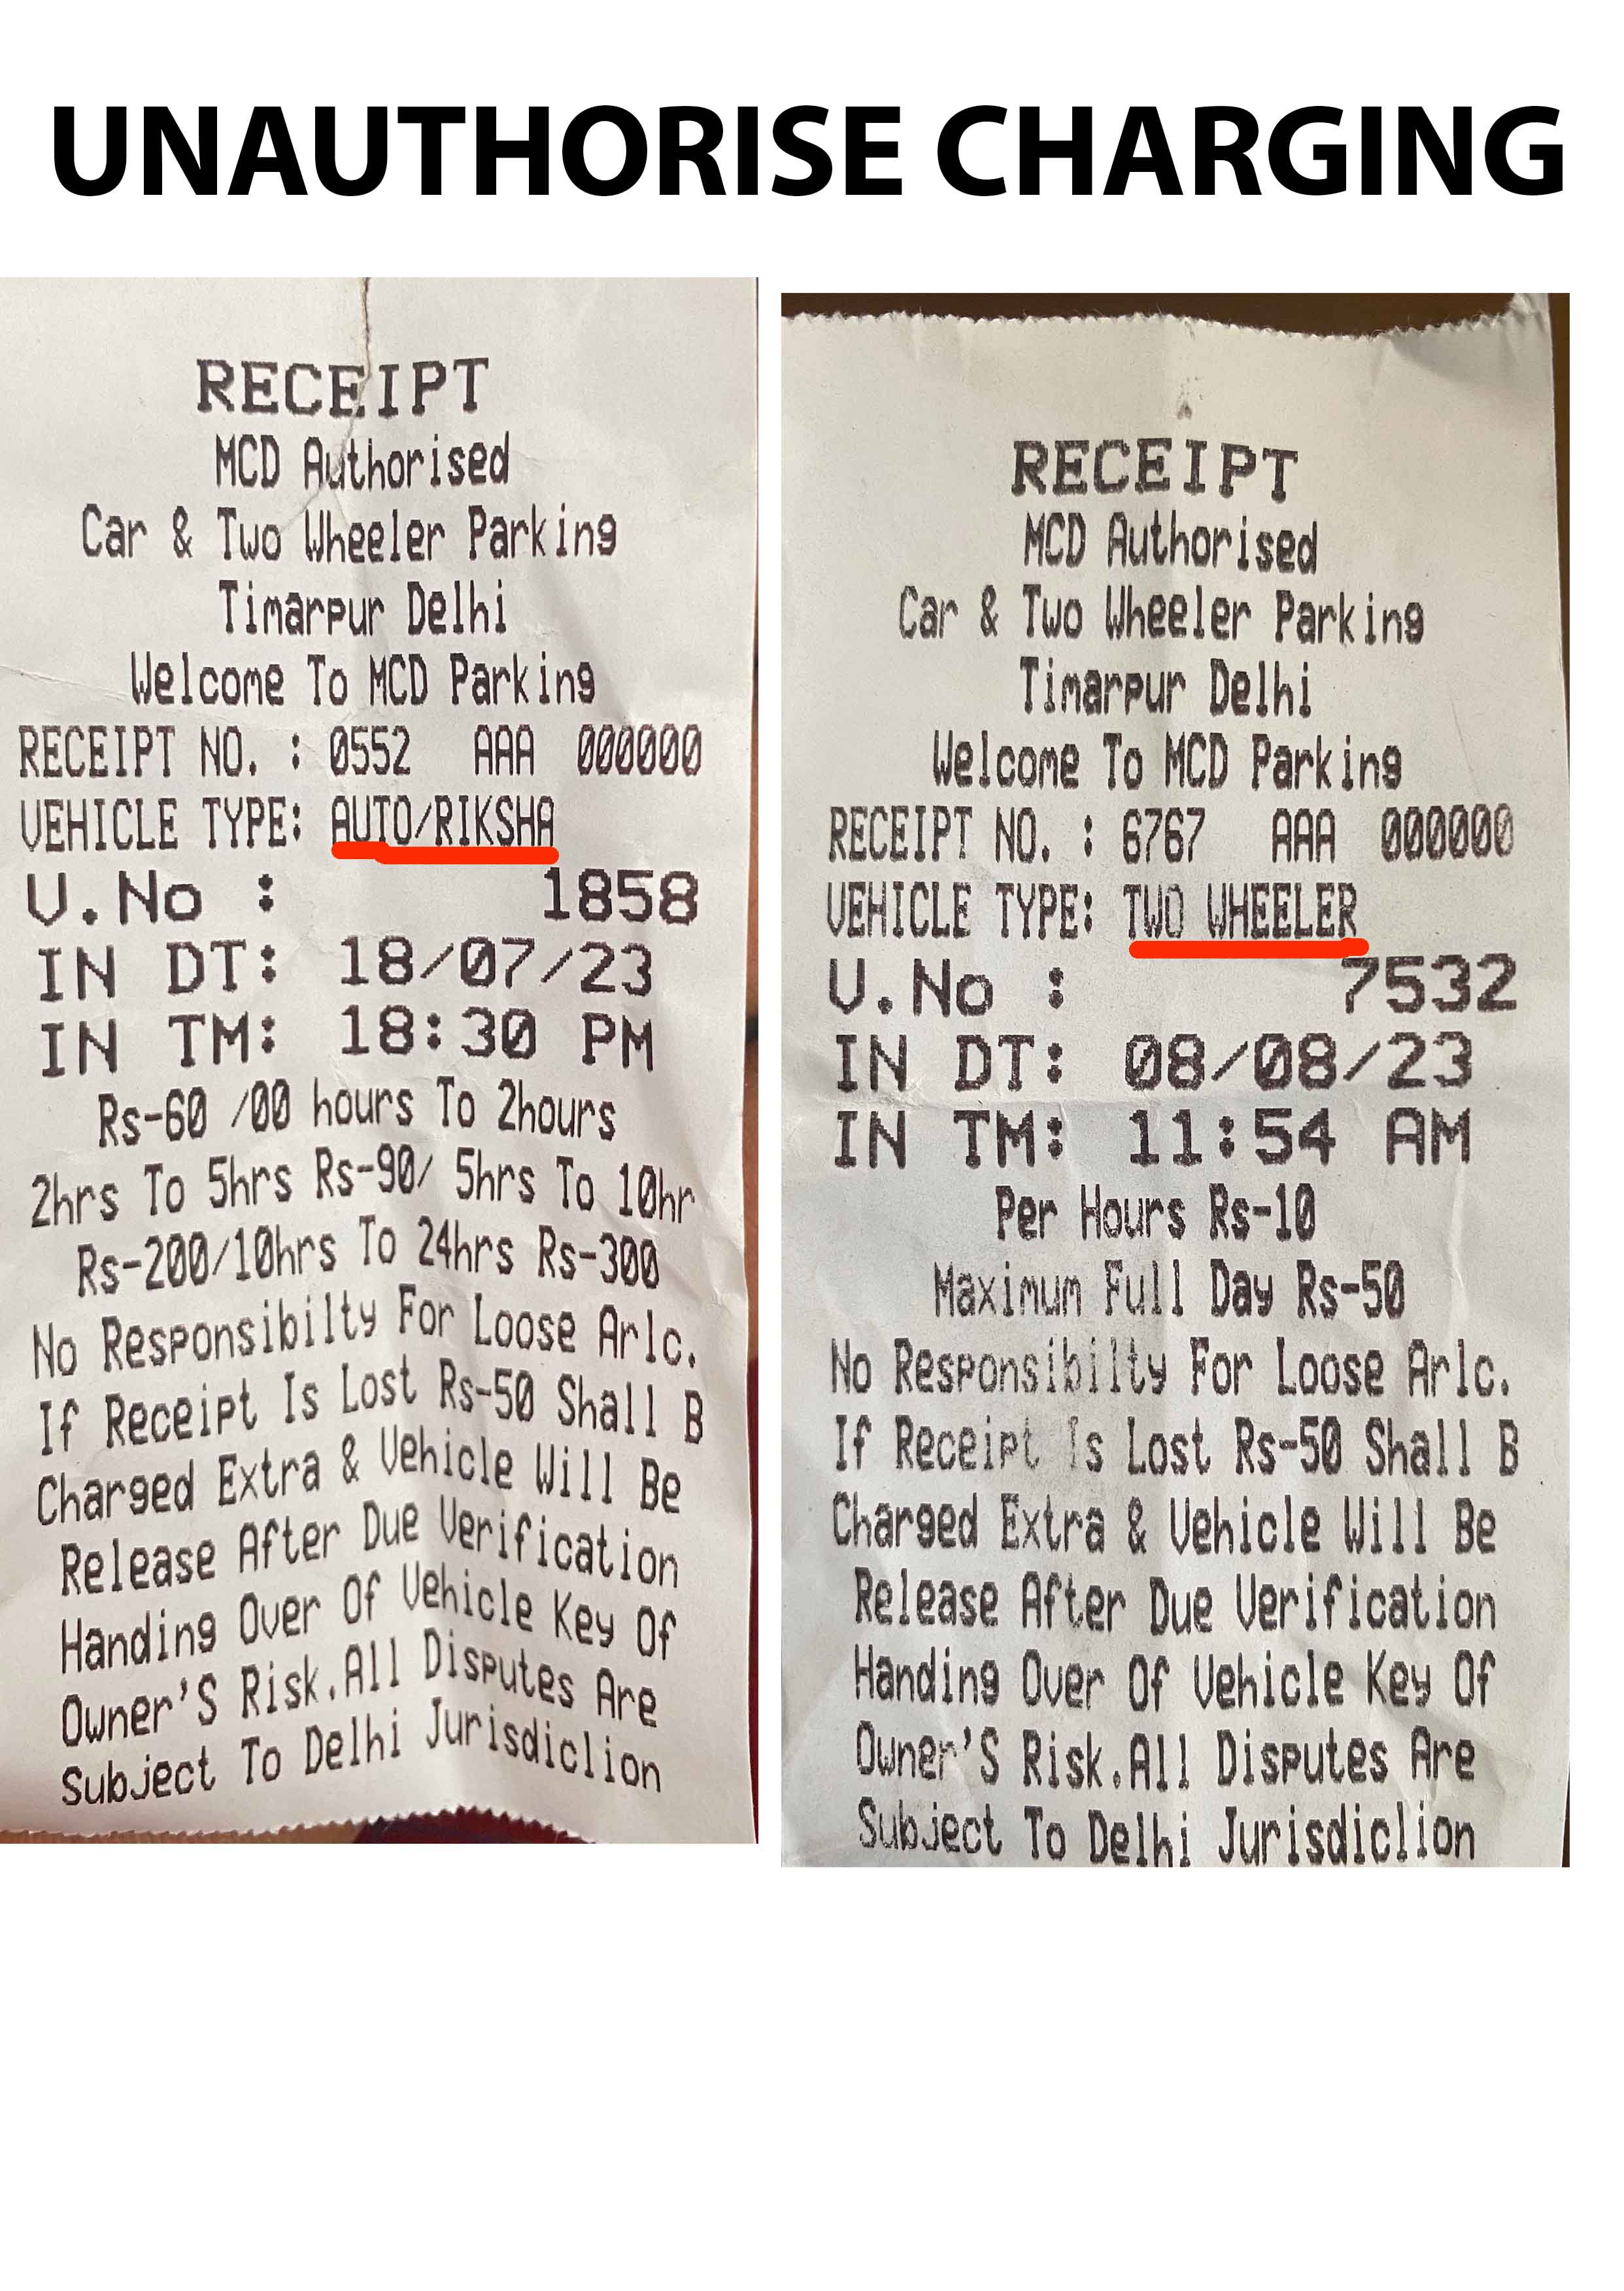 UNAUTHORISE CHARGING
RECEIPT
MCD Authorised
Car & Two Wheeler Parking
Timarpur Delhi
Welcome To MCD Parking
RECEIPT NO. : 0552 AAA 000000
VEHICLE TYPE: AUTO/RIKSHA
V.No : 1858
IN DT: 18/07/23
IN TM: 18:30 PM
Rs-60 /00 hours To 2hours
2hrs To 5hrs Rs-90/ 5hrs To 10hr
Rs-200/10hrs To 24hrs Rs-300
No Responsibilty For Loose Arlc.
If Receipt Is Lost Rs-50 Shall B
Charged Extra & Vehicle Will Be
Release After Due Verification
Handing Over Of Vehicle Key Of
Owner'S Risk.All Disputes Are
Subject To Delhi Jurisdiclion
RECEIPT
MCD Authorised
Car & Two Wheeler Parking
Timarpur Delhi
Welcome To MCD Parking
RECEIPT NO. : 6767 AAA 000000
VEHICLE TYPE: TWO WHEELER
V.No : 7532
IN DT: 08/08/23
IN TM: 11:54 AM
Per Hours Rs-10
Maximum Full Day Rs-50
No Responsibilty For Loose Arlc.
If Receipt Is Lost Rs-50 Shall B
Charged Extra & Vehicle Will Be
Release After Due Verification
Handing Over Of Vehicle Key Of
Owner'S Risk.All Disputes Are
Subject To Delhi Jurisdiclion